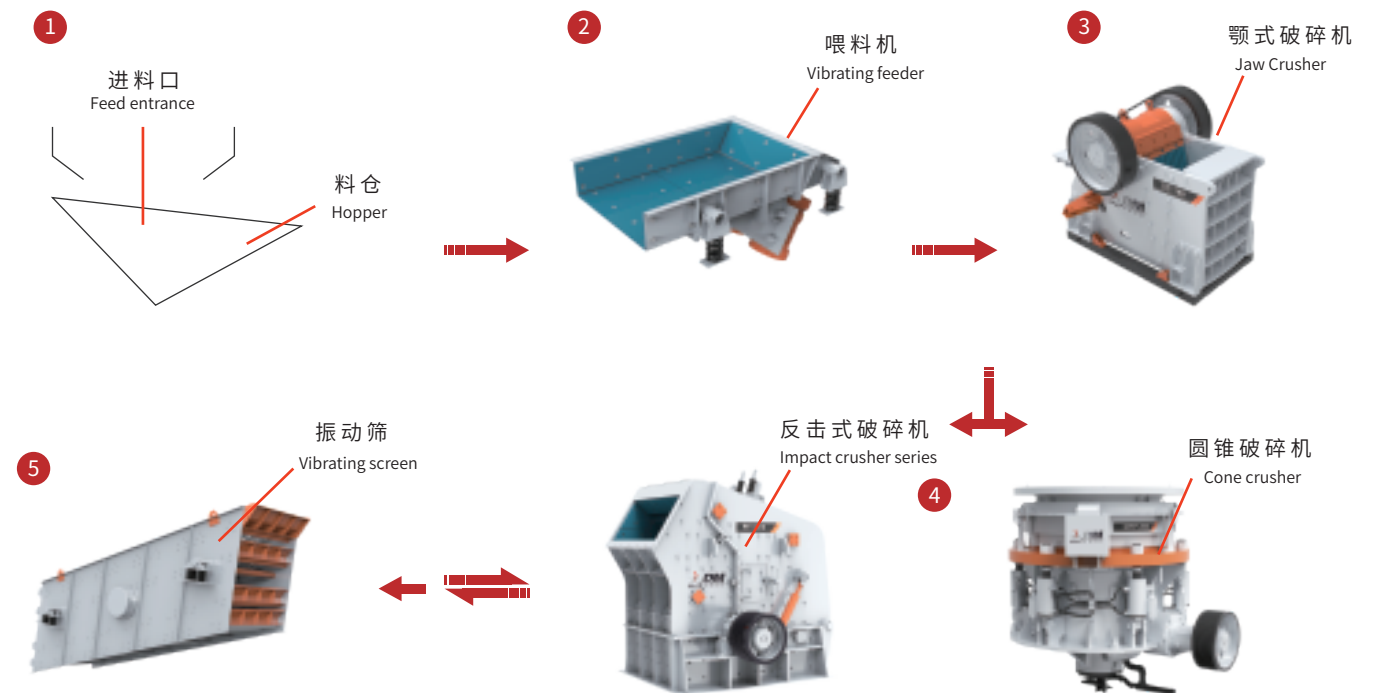 1
进料口
Feed entrance
料仓
Hopper
2
喂料机
Vibrating feeder
3
颚式破碎机
Jaw Crusher
4
反击式破碎机
Impact crusher series
圆锥破碎机
Cone crusher
5
振动筛
Vibrating screen